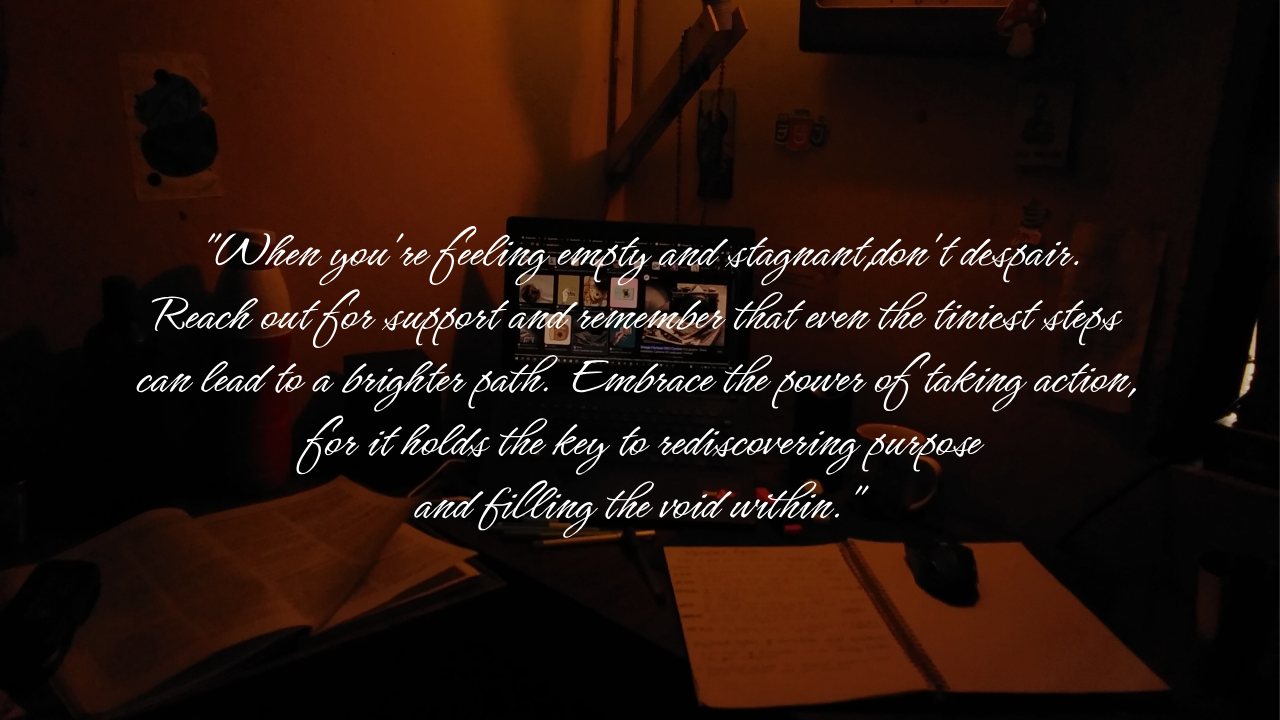 "When you're feeling empty and stagnant,don't despair.
Reach out for support and remember that even the tiniest steps
can lead to a brighter path. Embrace the power of taking action,
for it holds the key to rediscovering purpose
and filling the void within."